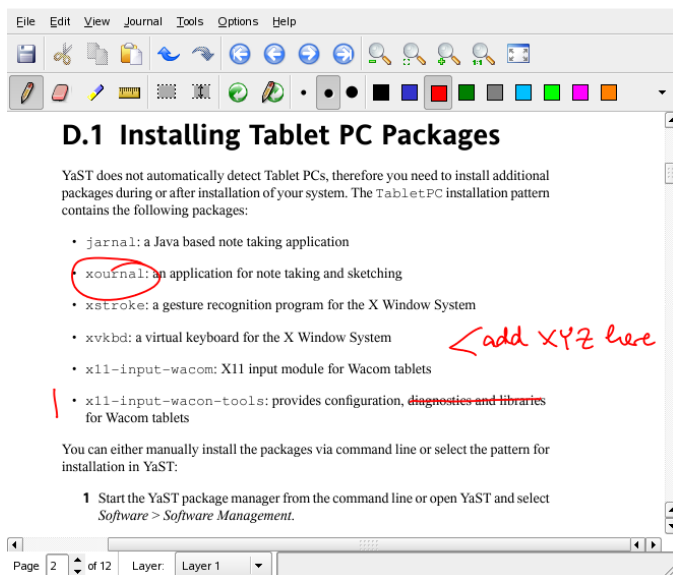 File Edit View Journal Tools Options Help
D.1 Installing Tablet PC Packages
YaST does not automatically detect Tablet PCs, therefore you need to install additional
packages during or after installation of your system. The TabletPC installation pattern
contains the following packages:
• jarnal: a Java based note taking application
• xournal: an application for note taking and sketching
• xstroke: a gesture recognition program for the X Window System
• xvkbd: a virtual keyboard for the X Window System
add XYZ here
• x11-input-wacom: X11 input module for Wacom tablets
• x11-input-wacon-tools: provides configuration, diagnostics and libraries
for Wacom tablets
You can either manually install the packages via command line or select the pattern for
installation in YaST:
1 Start the YaST package manager from the command line or open YaST and select
Software > Software Management.
Page 2 of 12 Layer: Layer 1